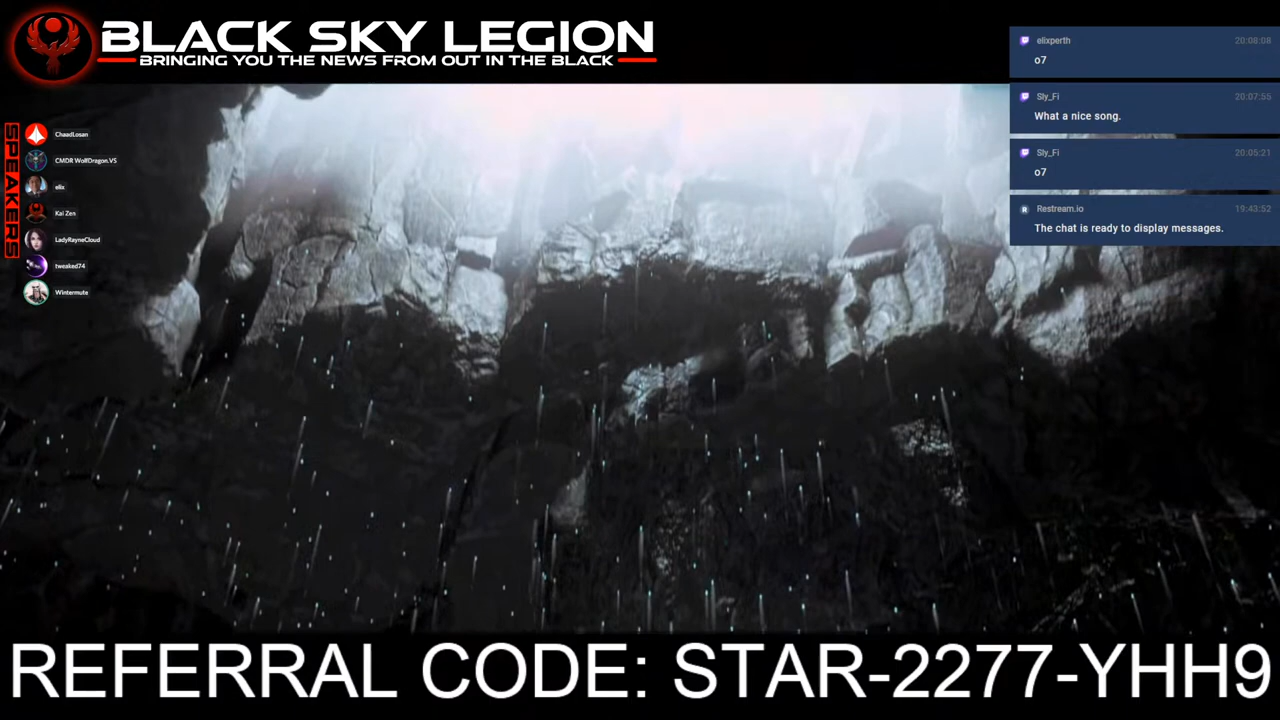 BLACK SKY LEGION
BRINGING YOU THE NEWS FROM OUT IN THE BLACK
SPEAKERS
ChaadLosan
CMDR WolfDragon.VS
elix
Kai Zen
LadyRayneCloud
tweaked74
Wintermute
elixperth 20:08:08
o7
Sly_Fi 20:07:55
What a nice song.
Sly_Fi 20:05:21
o7
R Restream.io 19:43:52
The chat is ready to display messages.
REFERRAL CODE: STAR-2277-YHH9